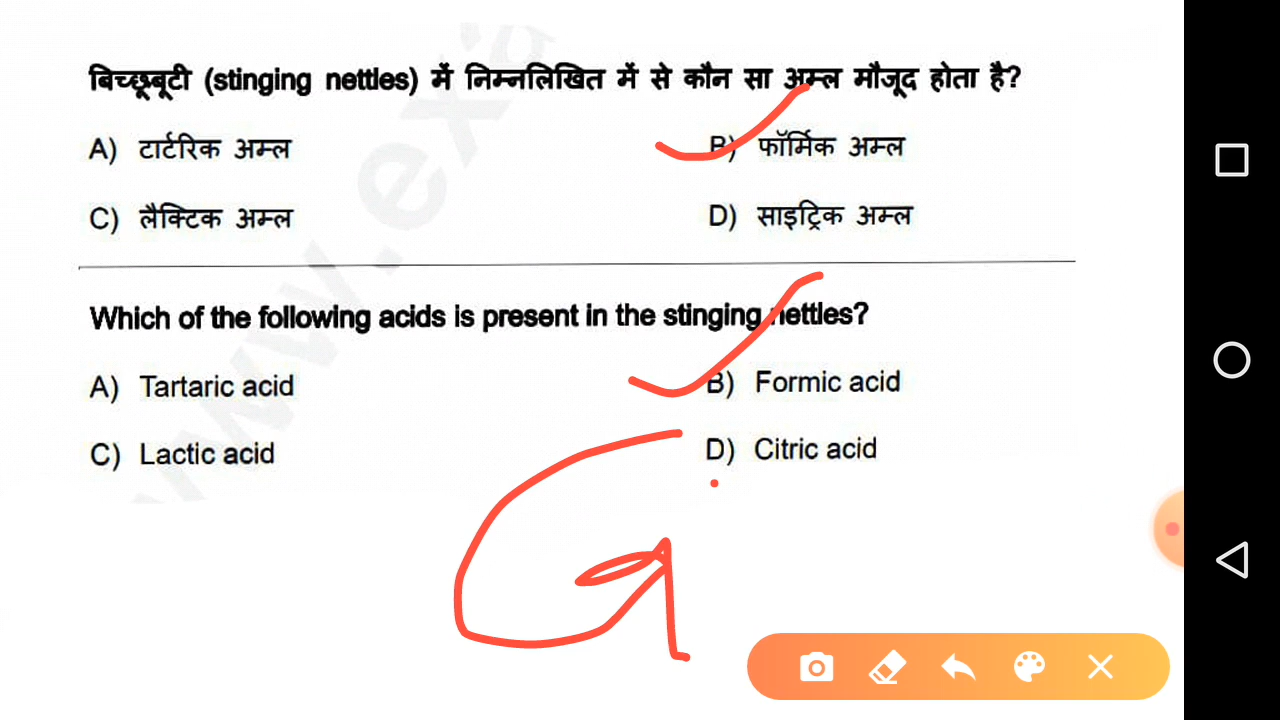 बिच्छूबूटी (stinging nettles) में निम्नलिखित में से कौन सा अम्ल मौजूद होता है?
A) टार्टरिक अम्ल B) फॉर्मिक अम्ल
C) लैक्टिक अम्ल D) साइट्रिक अम्ल
Which of the following acids is present in the stinging nettles?
A) Tartaric acid B) Formic acid
C) Lactic acid D) Citric acid
G